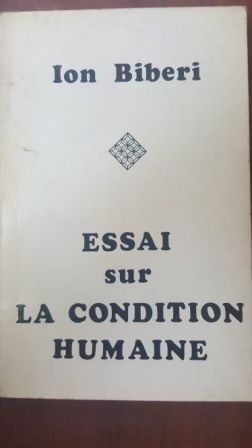 Ion Biberi
ESSAI
sur
LA CONDITION
HUMAINE